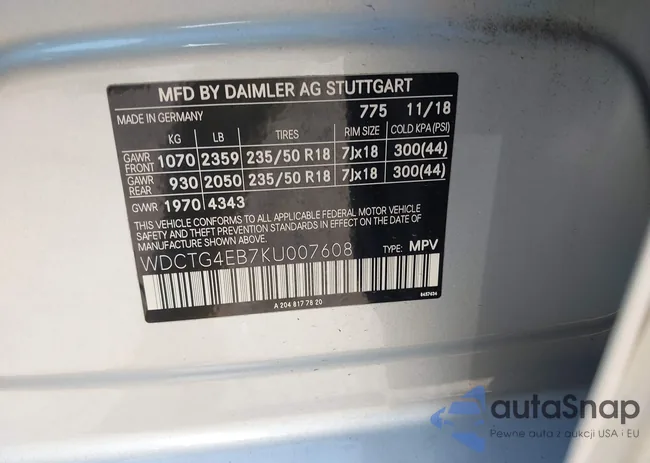 MFD BY DAIMLER AG STUTTGART
MADE IN GERMANY 775 11/18
KG LB TIRES RIM SIZE COLD KPA (PSI)
GAWR FRONT 1070 2359 235/50 R18 7Jx18 300(44)
GAWR REAR 930 2050 235/50 R18 7Jx18 300(44)
GVWR 1970 4343
THIS VEHICLE CONFORMS TO ALL APPLICABLE FEDERAL MOTOR VEHICLE
SAFETY AND THEFT PREVENTION STANDARDS IN EFFECT ON THE DATE OF
MANUFACTURE SHOWN ABOVE.
WDCTG4EB7KU007608 TYPE: MPV
A 204 817 78 20
autaSnap
Pewne auta z aukcji USA i EU